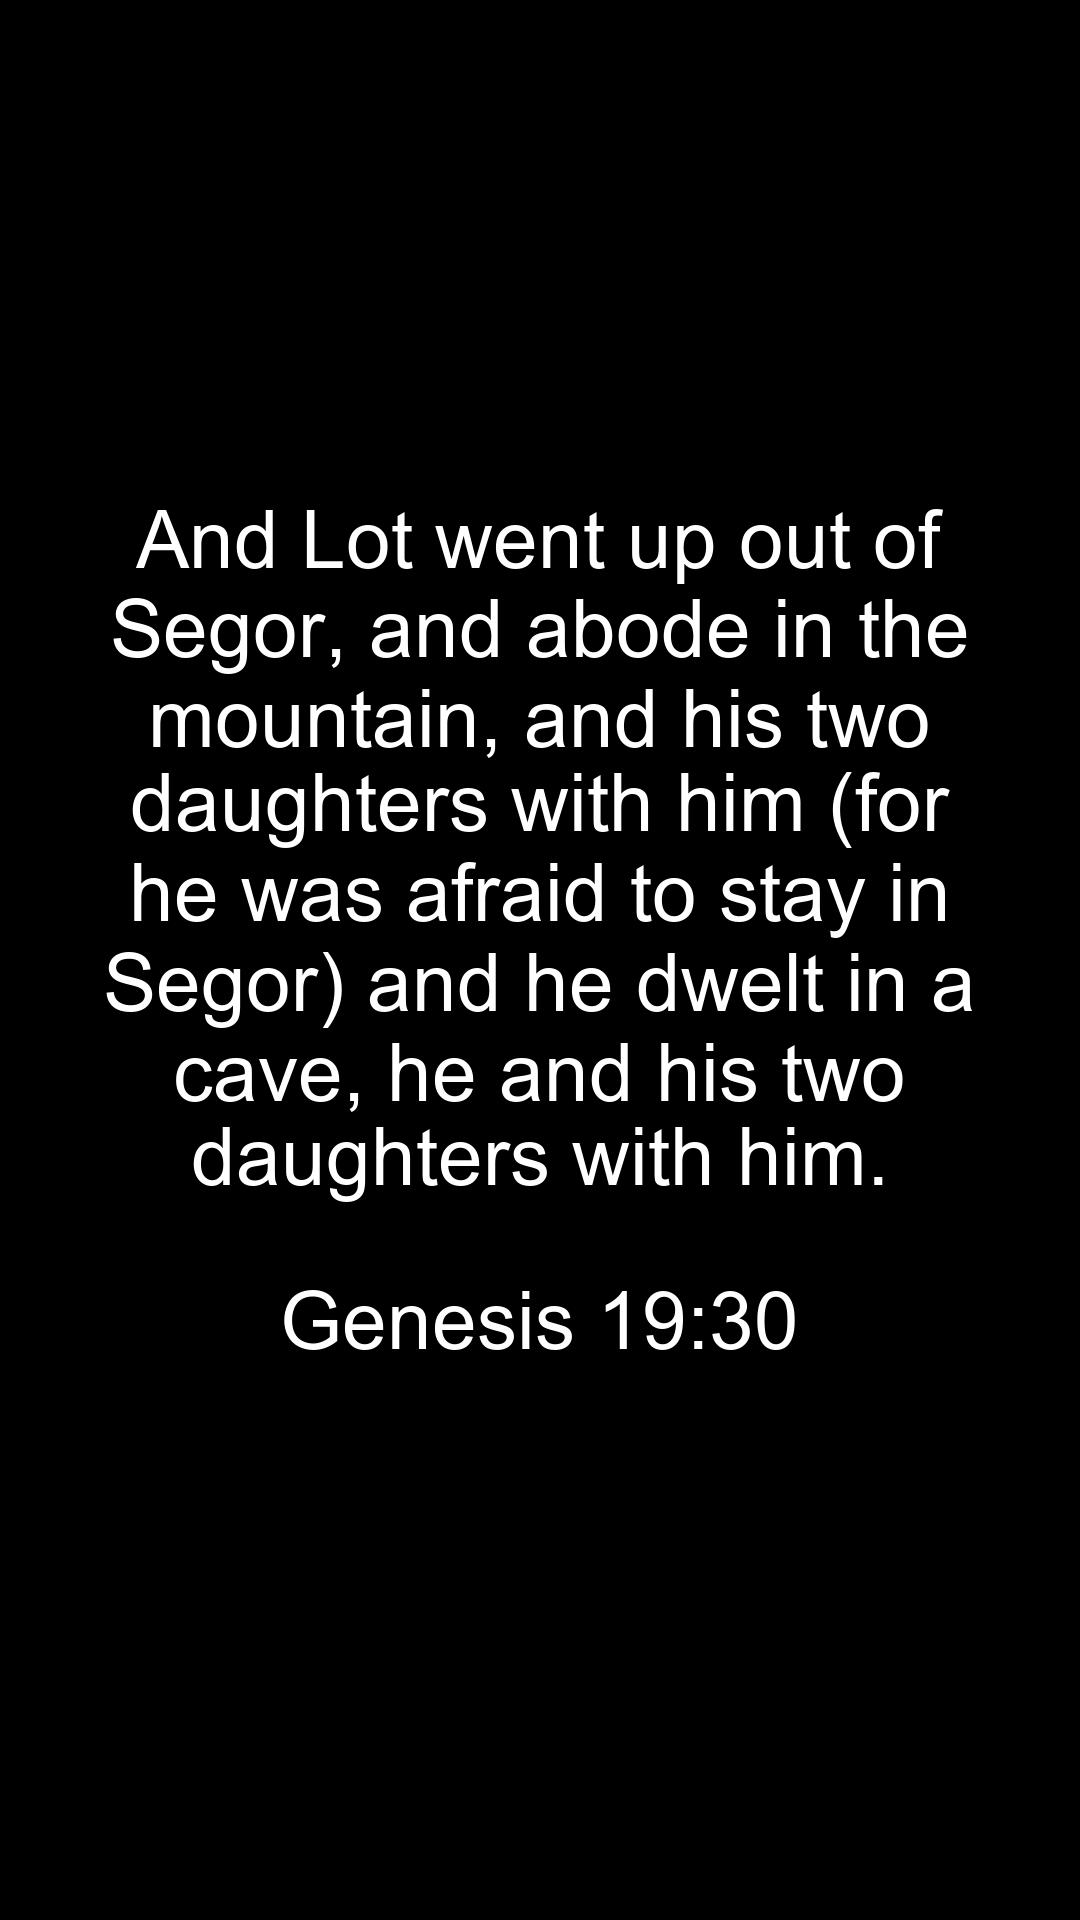 And Lot went up out of
Segor, and abode in the
mountain, and his two
daughters with him (for
he was afraid to stay in
Segor) and he dwelt in a
cave, he and his two
daughters with him.
Genesis 19:30